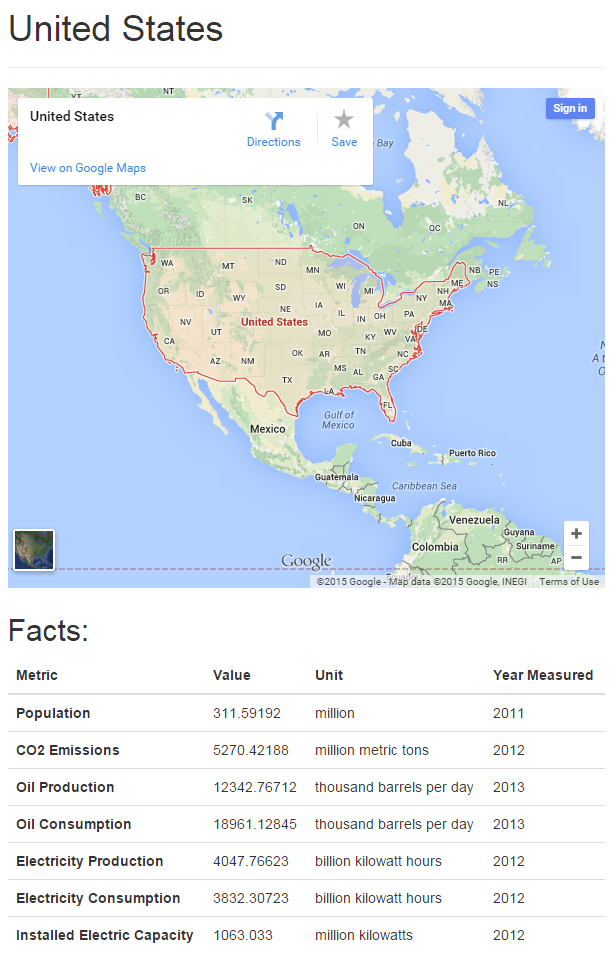 United States
YT
NT
United States
Directions
Save
Sign in
View on Google Maps
Bay
BC
SK
ON
QC
NL
NB
PE
NS
WA
MT
ND
MN
OR
ID
WY
SD
WI
MI
NY
NH
ME
MA
NV
UT
NE
IA
IL
IN
OH
PA
United States
CA
MO
KY
WV
VA
DE
AZ
NM
OK
AR
TN
NC
TX
MS
AL
GA
SC
LA
FL
Gulf of
Mexico
Mexico
Cuba
Puerto Rico
Guatemala
Caribbean Sea
Nicaragua
Venezuela
Guyana
Colombia
Suriname
RR
AP
Google
©2015 Google - Map data ©2015 Google, INEGI
Terms of Use
Facts:
Metric Value Unit Year Measured
Population 311.59192 million 2011
CO2 Emissions 5270.42188 million metric tons 2012
Oil Production 12342.76712 thousand barrels per day 2013
Oil Consumption 18961.12845 thousand barrels per day 2013
Electricity Production 4047.76623 billion kilowatt hours 2012
Electricity Consumption 3832.30723 billion kilowatt hours 2012
Installed Electric Capacity 1063.033 million kilowatts 2012